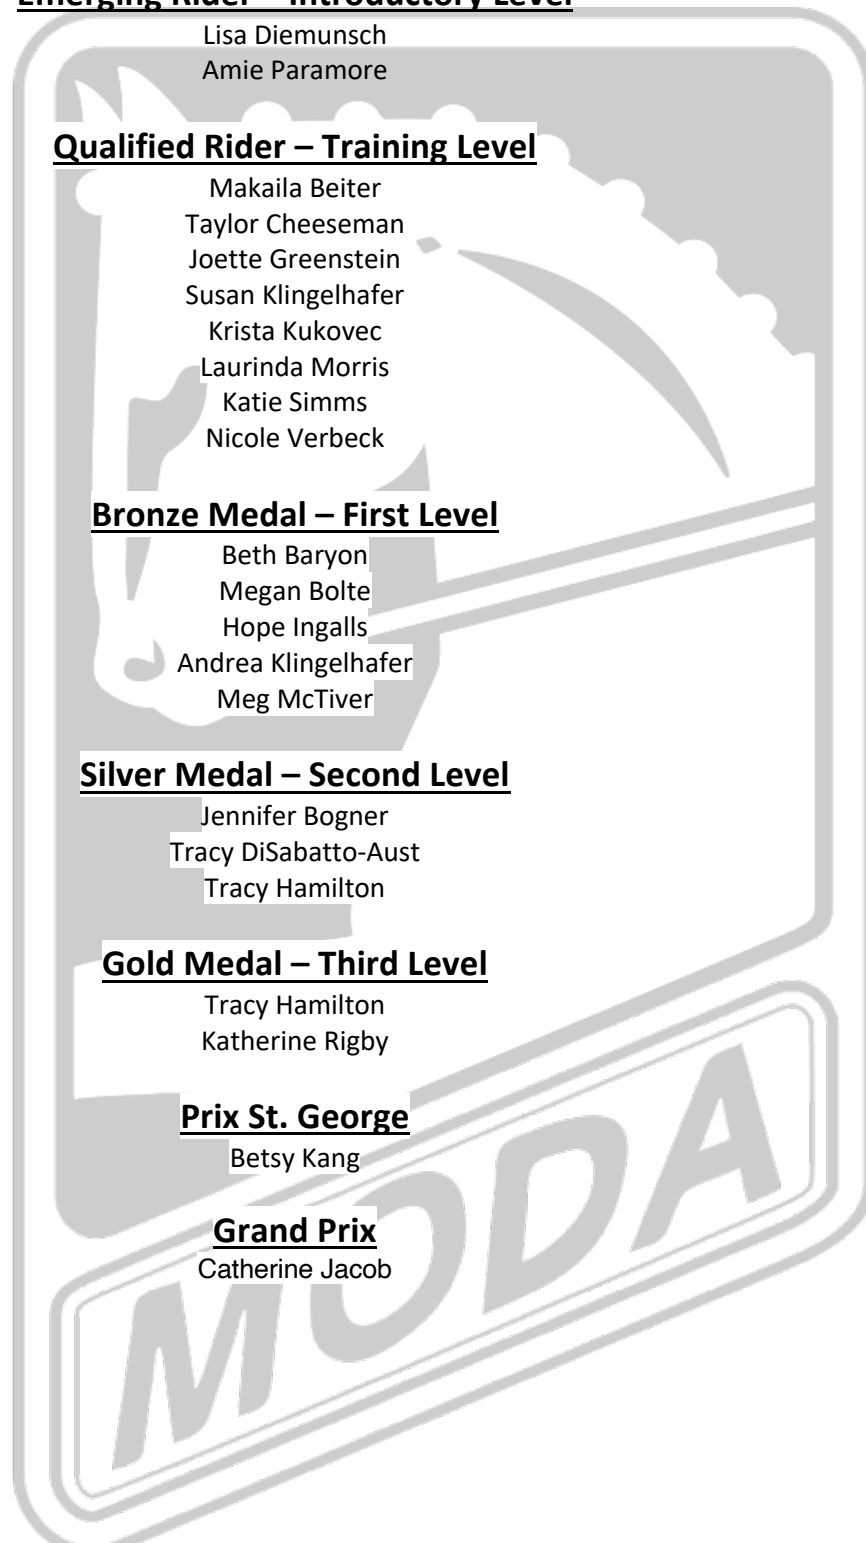 Emerging Rider – Introductory Level
Lisa Diemunsch
Amie Paramore
Qualified Rider – Training Level
Makaila Beiter
Taylor Cheeseman
Joette Greenstein
Susan Klingelhafer
Krista Kukovec
Laurinda Morris
Katie Simms
Nicole Verbeck
Bronze Medal – First Level
Beth Baryon
Megan Bolte
Hope Ingalls
Andrea Klingelhafer
Meg McTiver
Silver Medal – Second Level
Jennifer Bogner
Tracy DiSabatto-Aust
Tracy Hamilton
Gold Medal – Third Level
Tracy Hamilton
Katherine Rigby
Prix St. George
Betsy Kang
Grand Prix
Catherine Jacob
MODA